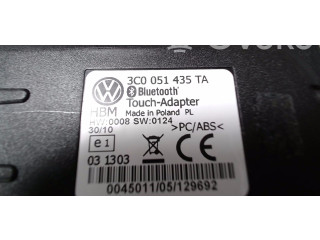 3C0 051 435 TA
Bluetooth®
Touch-Adapter
HBM Made in Poland PL
HW:0008 SW:0124
30/10 >PC/ABS<
e1
03 1303 CE
0045011/05/129692